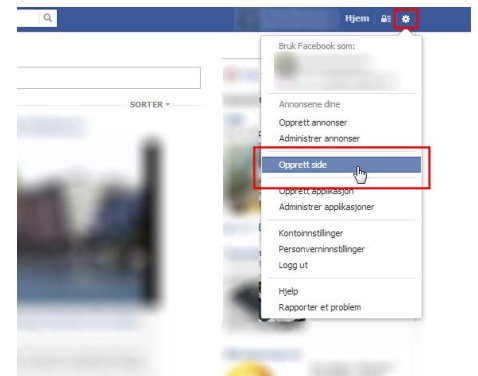 Hjem
Bruk Facebook som:
SORTER
Annonsene dine
Opprett annonser
Administrer annonser
Opprett side
Opprett applikasjon
Administrer applikasjoner
Kontoinnstillinger
Personverninnstillinger
Logg ut
Hjelp
Rapporter et problem